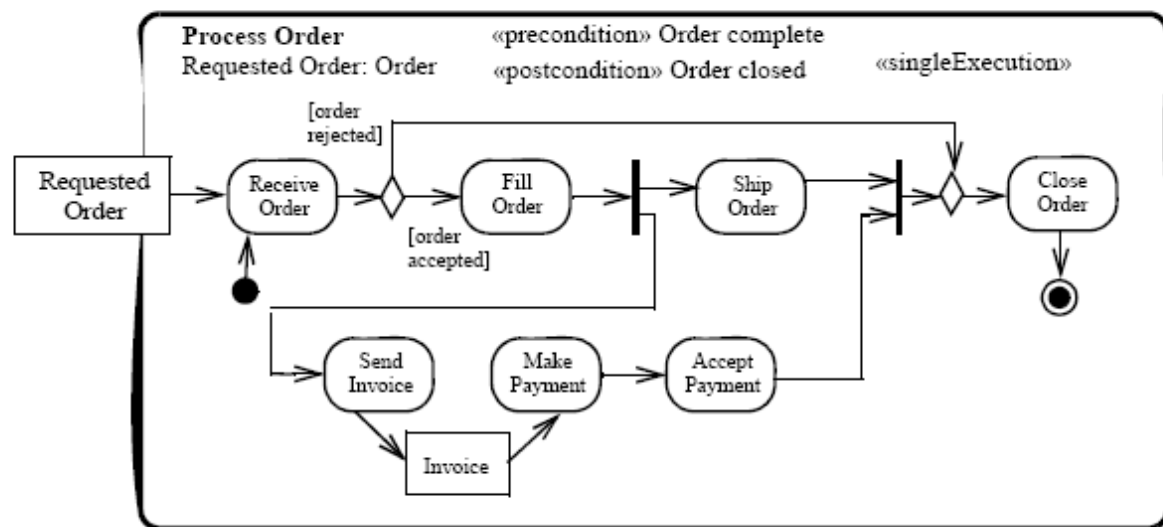 Process Order
Requested Order: Order
«precondition» Order complete
«postcondition» Order closed
«singleExecution»
[order
rejected]
Requested
Order
Receive
Order
Fill
Order
Ship
Order
Close
Order
[order
accepted]
Send
Invoice
Make
Payment
Accept
Payment
Invoice